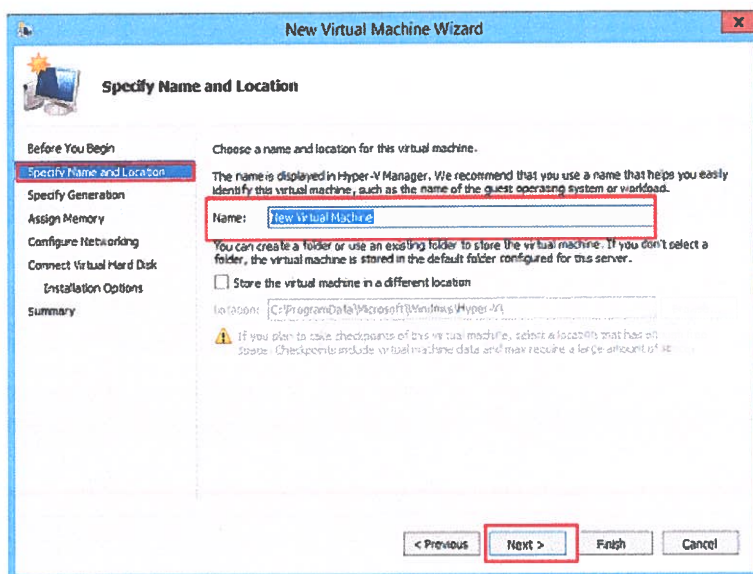 New Virtual Machine Wizard
Specify Name and Location
Before You Begin
Specify Name and Location
Specify Generation
Assign Memory
Configure Networking
Connect Virtual Hard Disk
Installation Options
Summary
Choose a name and location for this virtual machine.
The name is displayed in Hyper-V Manager. We recommend that you use a name that helps you easily
identify this virtual machine, such as the name of the guest operating system or workload.
Name: New Virtual Machine
You can create a folder or use an existing folder to store the virtual machine. If you don't select a
folder, the virtual machine is stored in the default folder configured for this server.
Store the virtual machine in a different location
Location: C:\ProgramData\Microsoft\Windows\Hyper-V\
If you plan to take checkpoints of this virtual machine, select a location that has
space. Checkpoints include virtual machine data and may require a large amount of
< Previous
Next >
Finish
Cancel